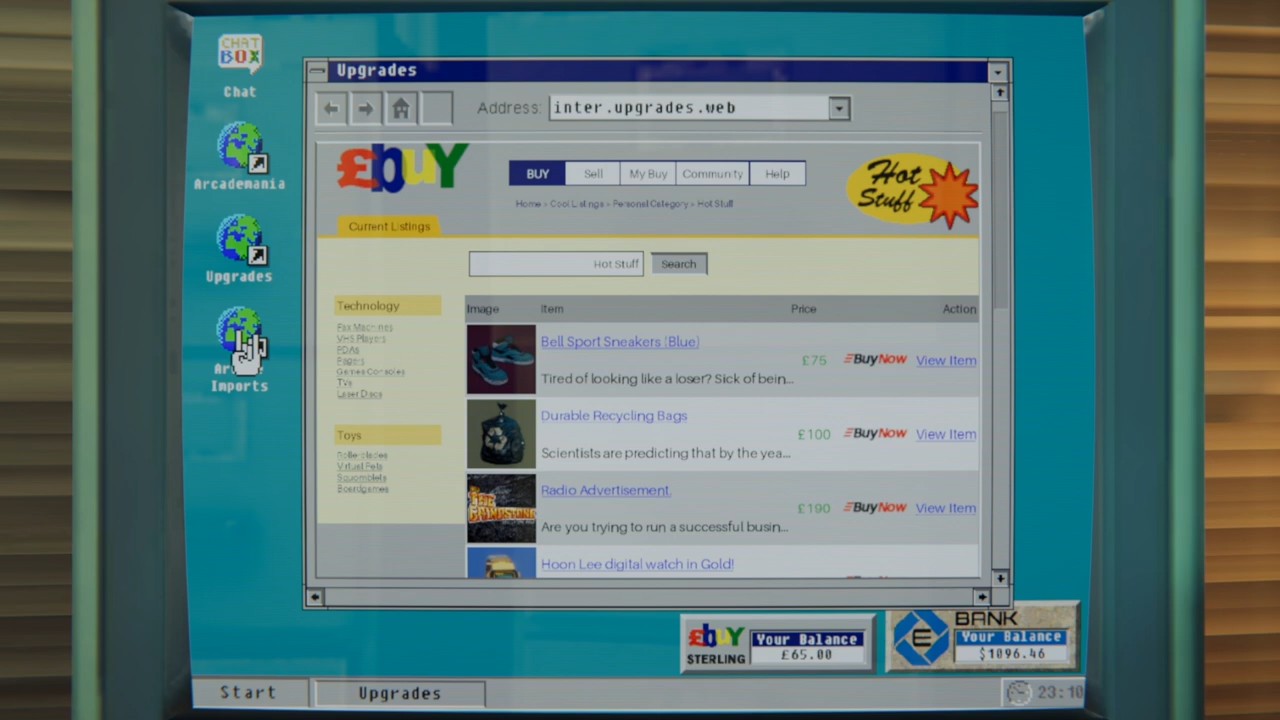 CHAT
BOX
Chat
Arcademania
Upgrades
Imports
Upgrades
Address: inter.upgrades.web
£buY
BUY Sell My Buy Community Help
Home » Cool Listings » Personal Category » Hot Stuff
Hot
Stuff
Current Listings
Hot Stuff Search
Technology
Fax Machines
VHS Players
PDAs
Pagers
Games Consoles
TVs
Laser Discs
Toys
Rollerblades
Virtual Pets
Boardgames
Image Item Price Action
Bell Sport Sneakers (Blue)
£75 BuyNow View Item
Tired of looking like a loser? Sick of bein...
Durable Recycling Bags
£100 BuyNow View Item
Scientists are predicting that by the yea...
Radio Advertisement.
£190 BuyNow View Item
Are you trying to run a successful busin...
Hoon Lee digital watch in Gold!
£buY
STERLING
Your Balance
£65.00
E
BANK
Your Balance
$1096.46
Start Upgrades 23:10